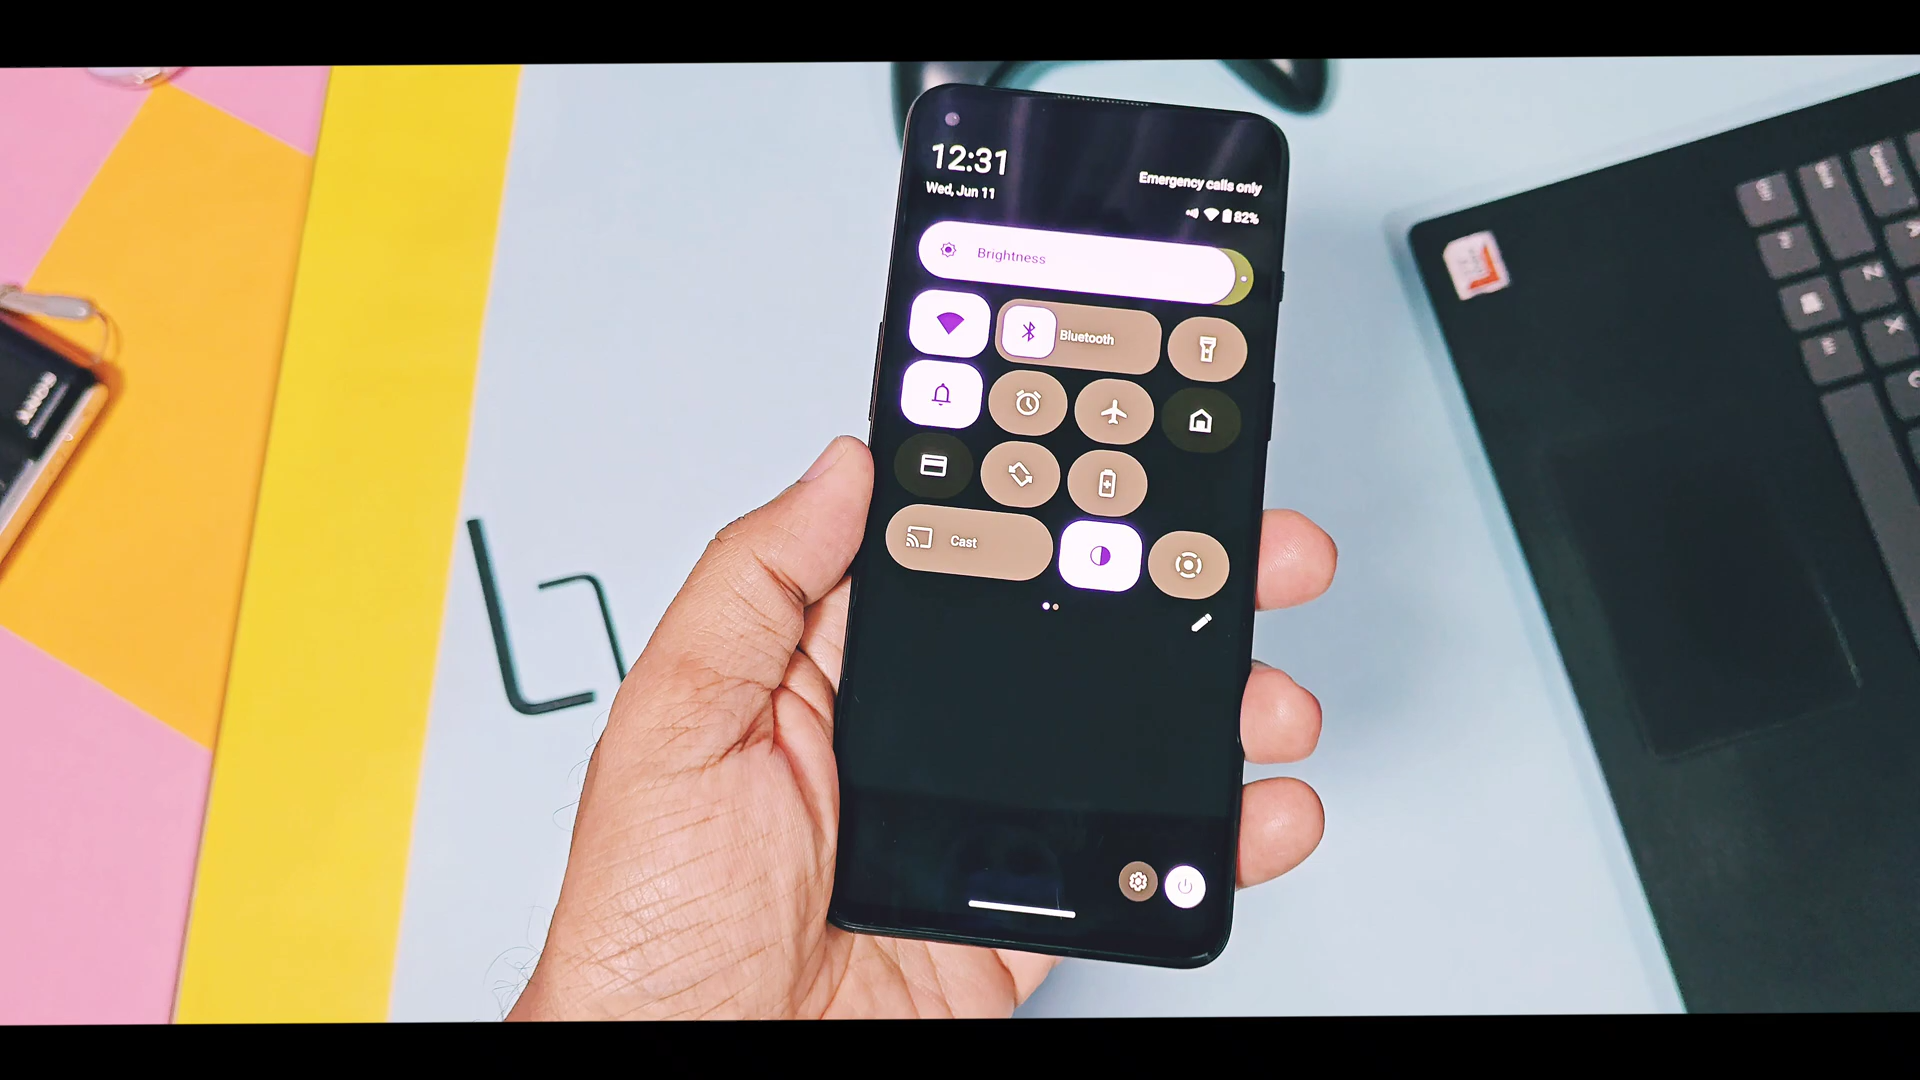 12:31
Wed, Jun 11
Emergency calls only
82%
Brightness
Bluetooth
Cast